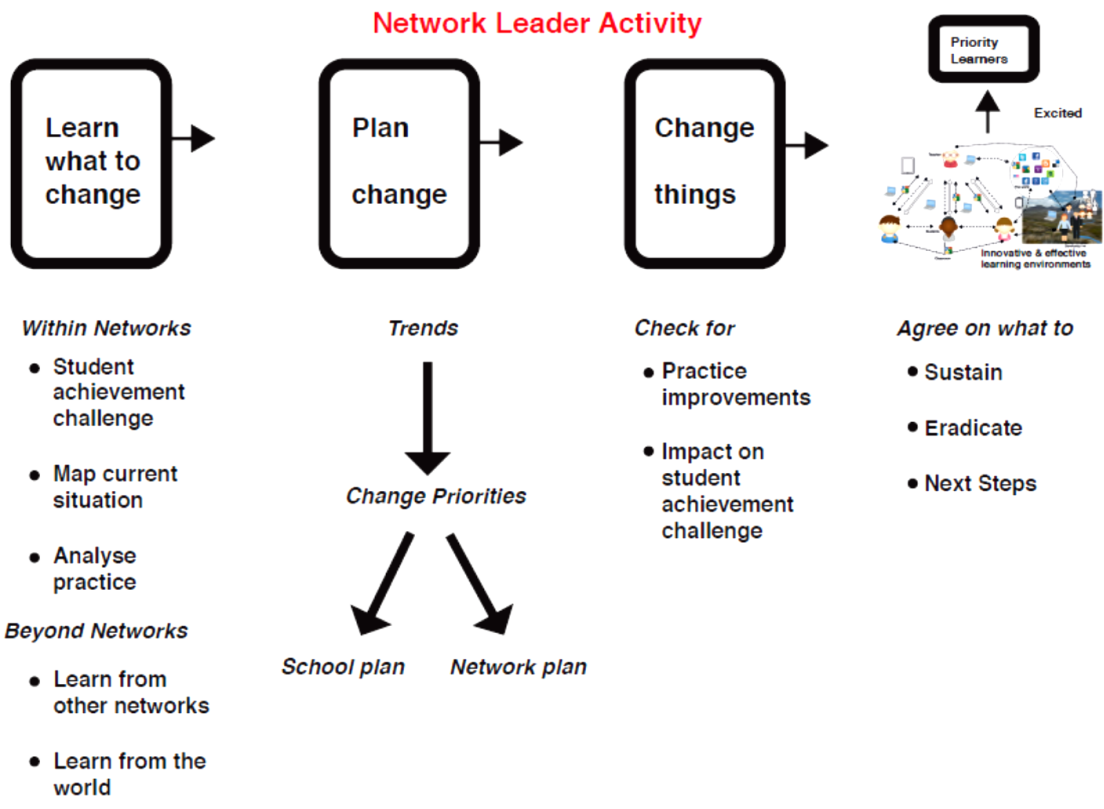 Network Leader Activity
Priority
Learners
Learn
what to
change
Plan
change
Change
things
Excited
Innovative & effective
learning environments
Within Networks
• Student
achievement
challenge
• Map current
situation
• Analyse
practice
Beyond Networks
• Learn from
other networks
• Learn from the
world
Trends
Change Priorities
School plan
Network plan
Check for
• Practice
improvements
• Impact on
student
achievement
challenge
Agree on what to
• Sustain
• Eradicate
• Next Steps